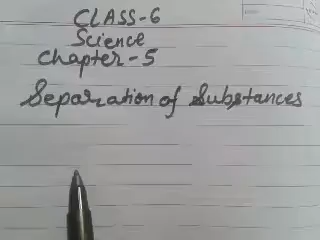 CLASS-6
Science
Chapter-5
Separation of Substances